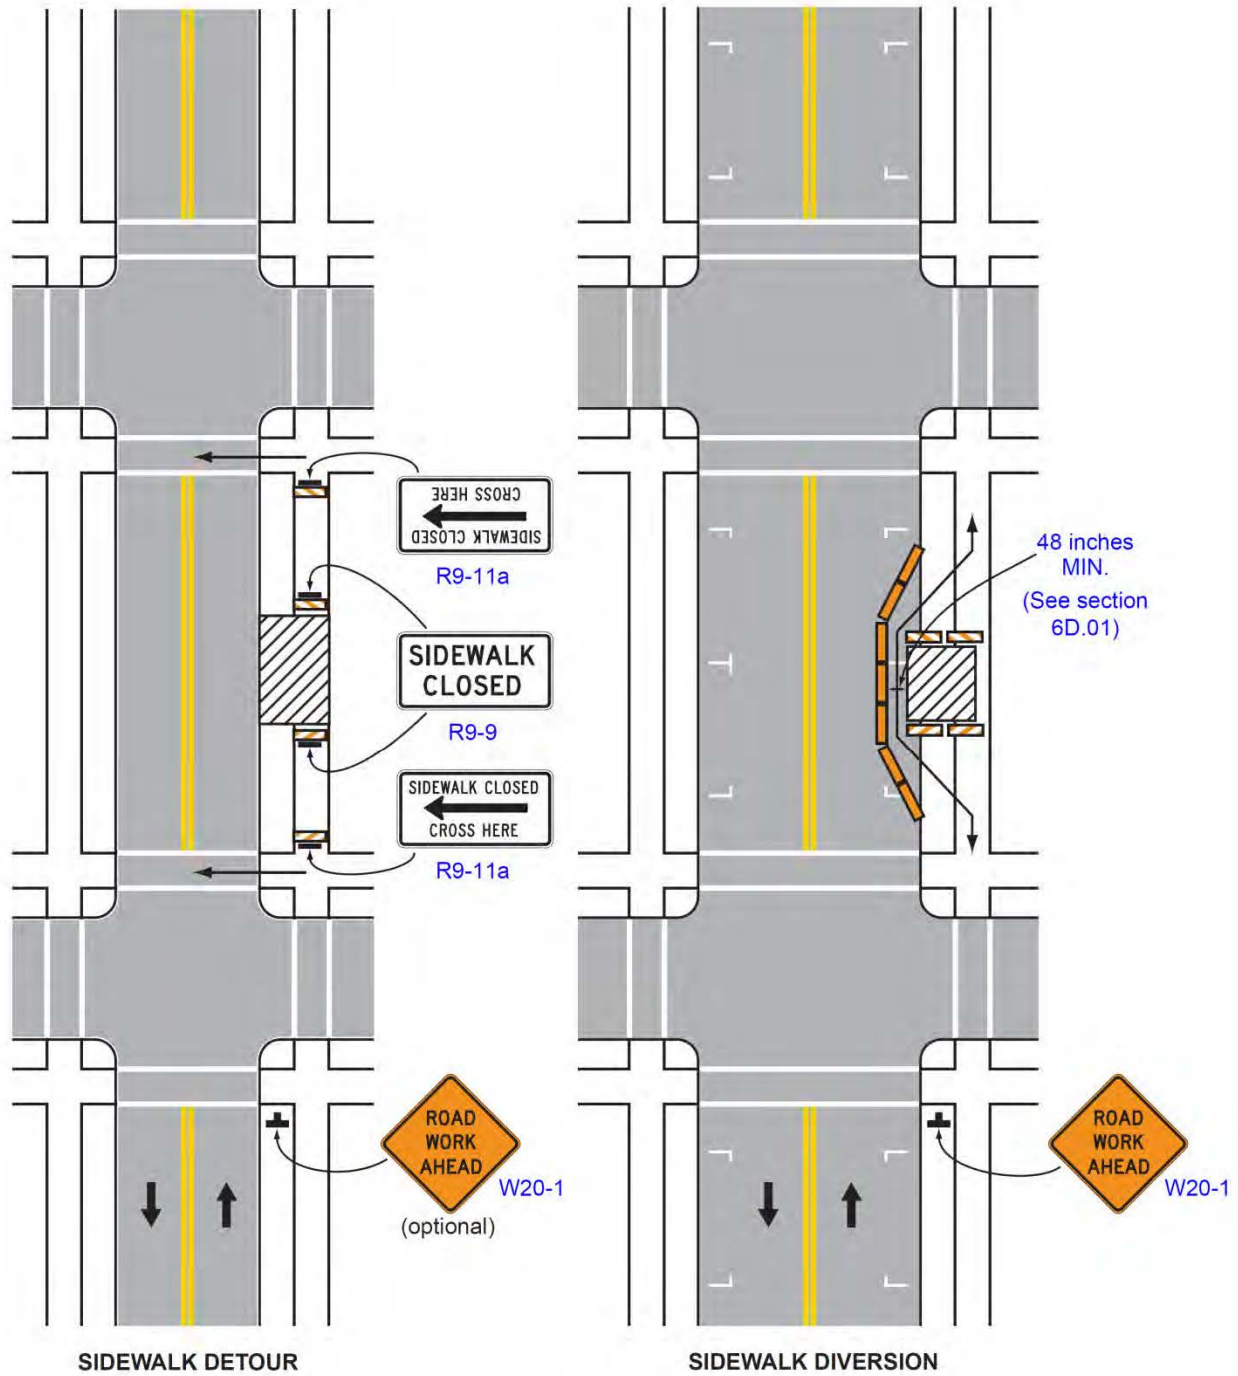 CROSS HERE
SIDEWALK CLOSED
R9-11a
SIDEWALK
CLOSED
R9-9
SIDEWALK CLOSED
CROSS HERE
R9-11a
ROAD
WORK
AHEAD
W20-1
(optional)
SIDEWALK DETOUR
48 inches
MIN.
(See section
6D.01)
ROAD
WORK
AHEAD
W20-1
SIDEWALK DIVERSION